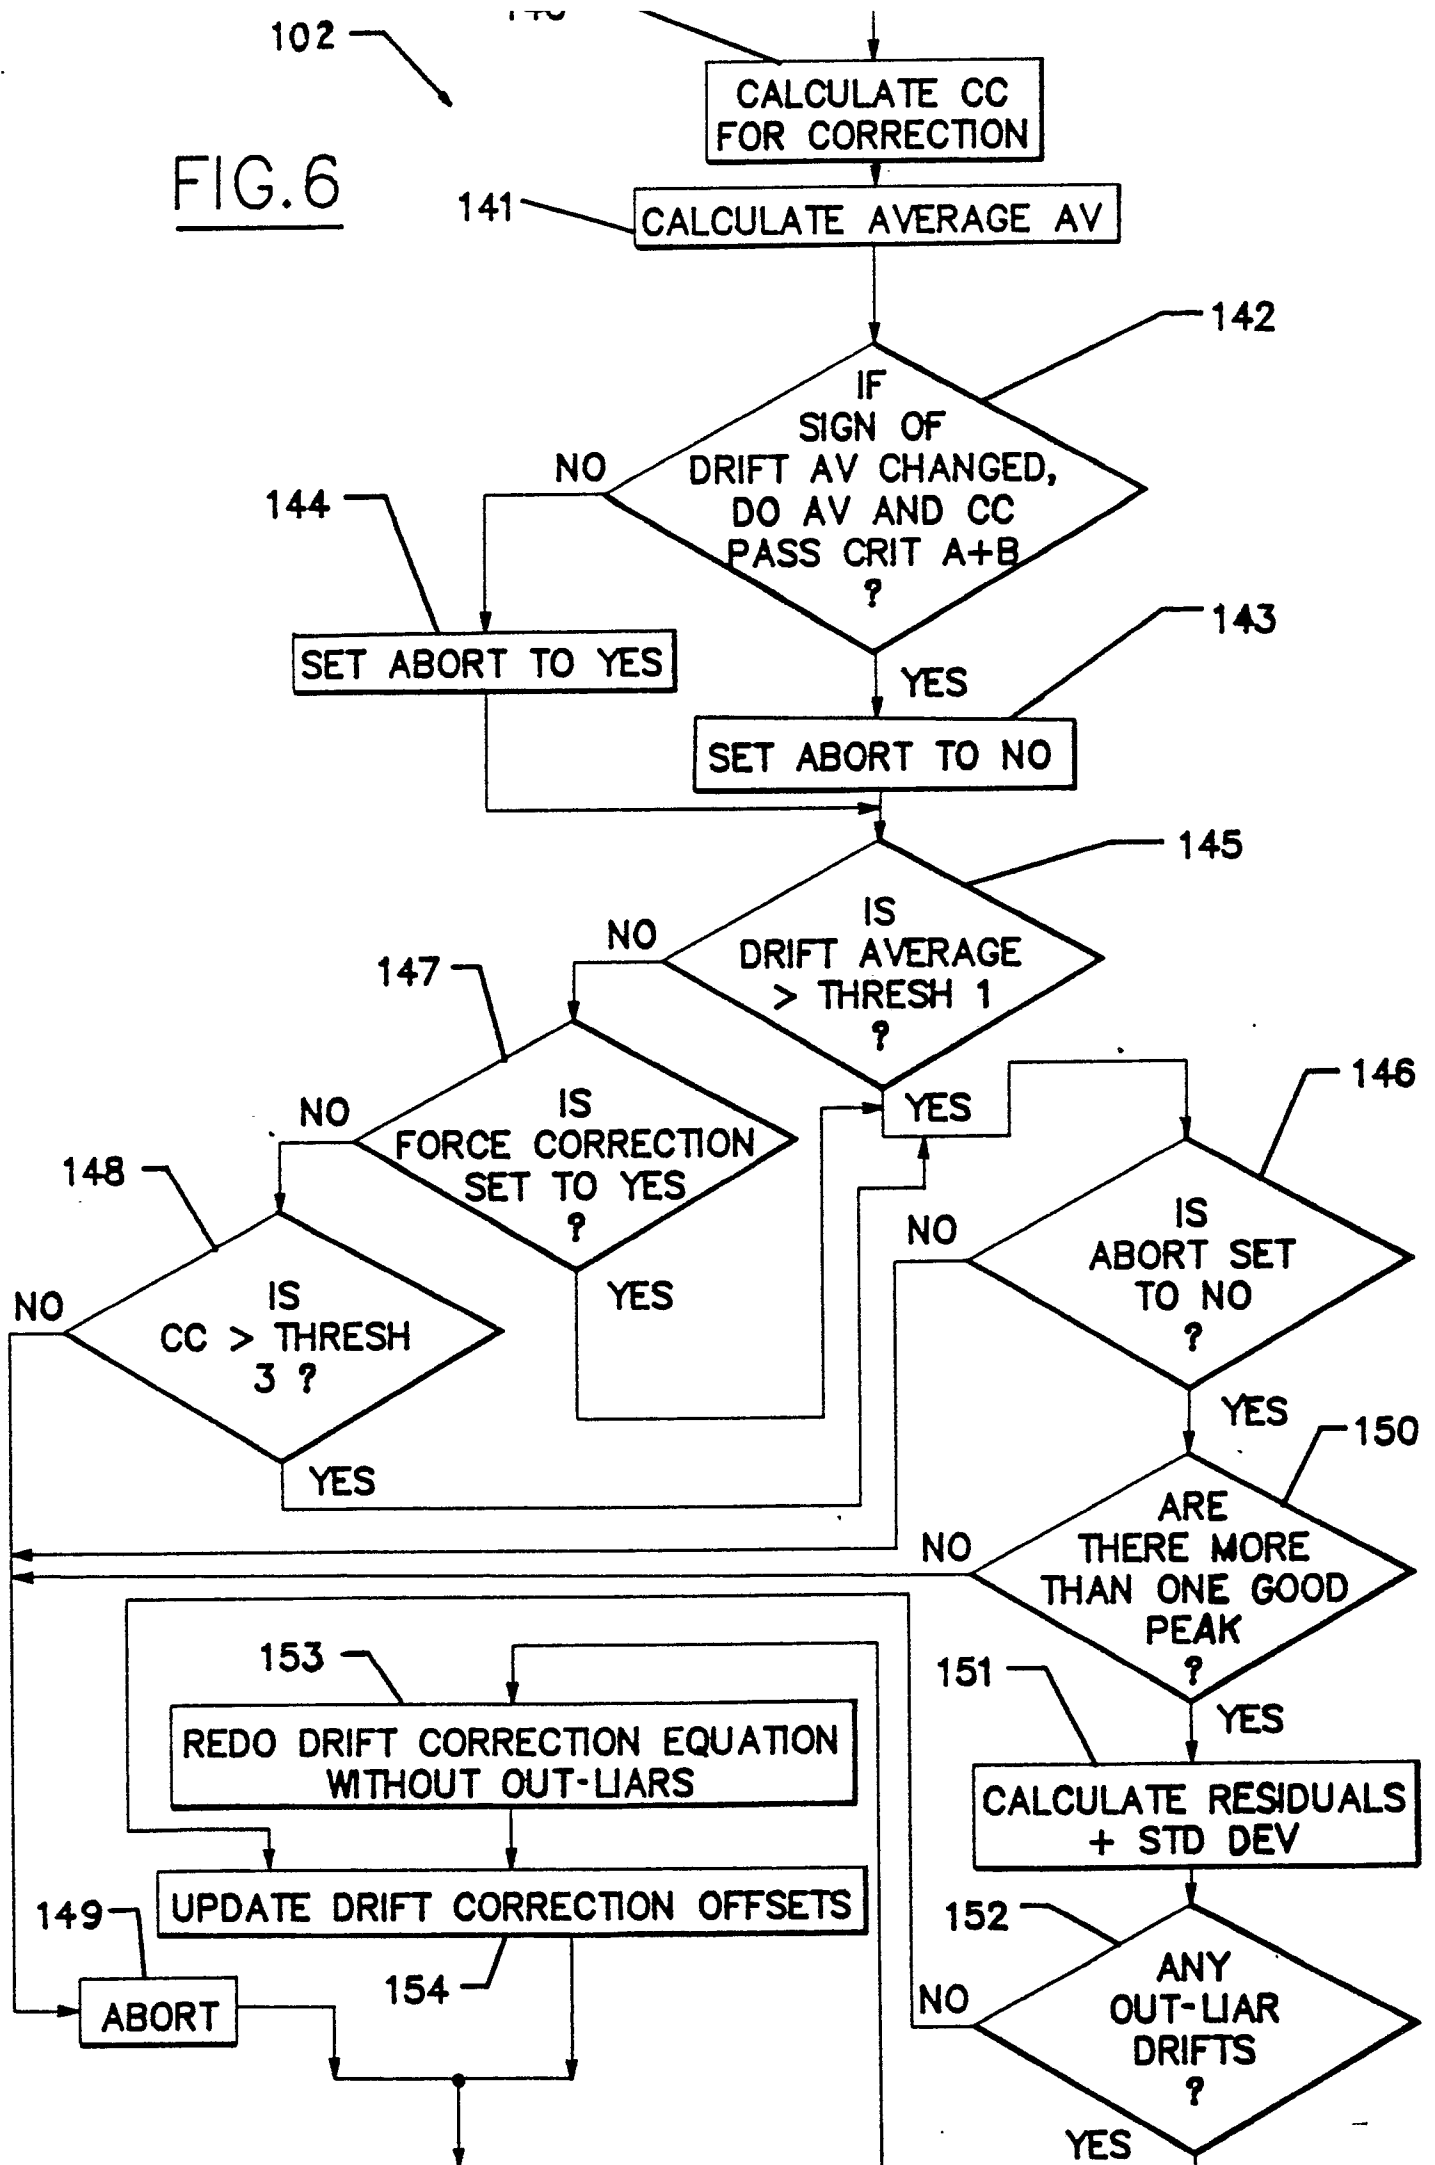 102
CALCULATE CC
FOR CORRECTION
FIG.6
141
CALCULATE AVERAGE AV
142
IF
SIGN OF
DRIFT AV CHANGED,
DO AV AND CC
PASS CRIT A+B
?
NO
144
143
SET ABORT TO YES
YES
SET ABORT TO NO
145
IS
DRIFT AVERAGE
> THRESH 1
?
NO
147
YES
146
IS
FORCE CORRECTION
SET TO YES
?
NO
148
IS
ABORT SET
TO NO
?
NO
YES
IS
CC > THRESH
3 ?
NO
YES
YES
150
ARE
THERE MORE
THAN ONE GOOD
PEAK
?
NO
153
151
YES
REDO DRIFT CORRECTION EQUATION
WITHOUT OUT-LIARS
CALCULATE RESIDUALS
+ STD DEV
UPDATE DRIFT CORRECTION OFFSETS
149
152
154
ABORT
ANY
OUT-LIAR
DRIFTS
?
NO
YES